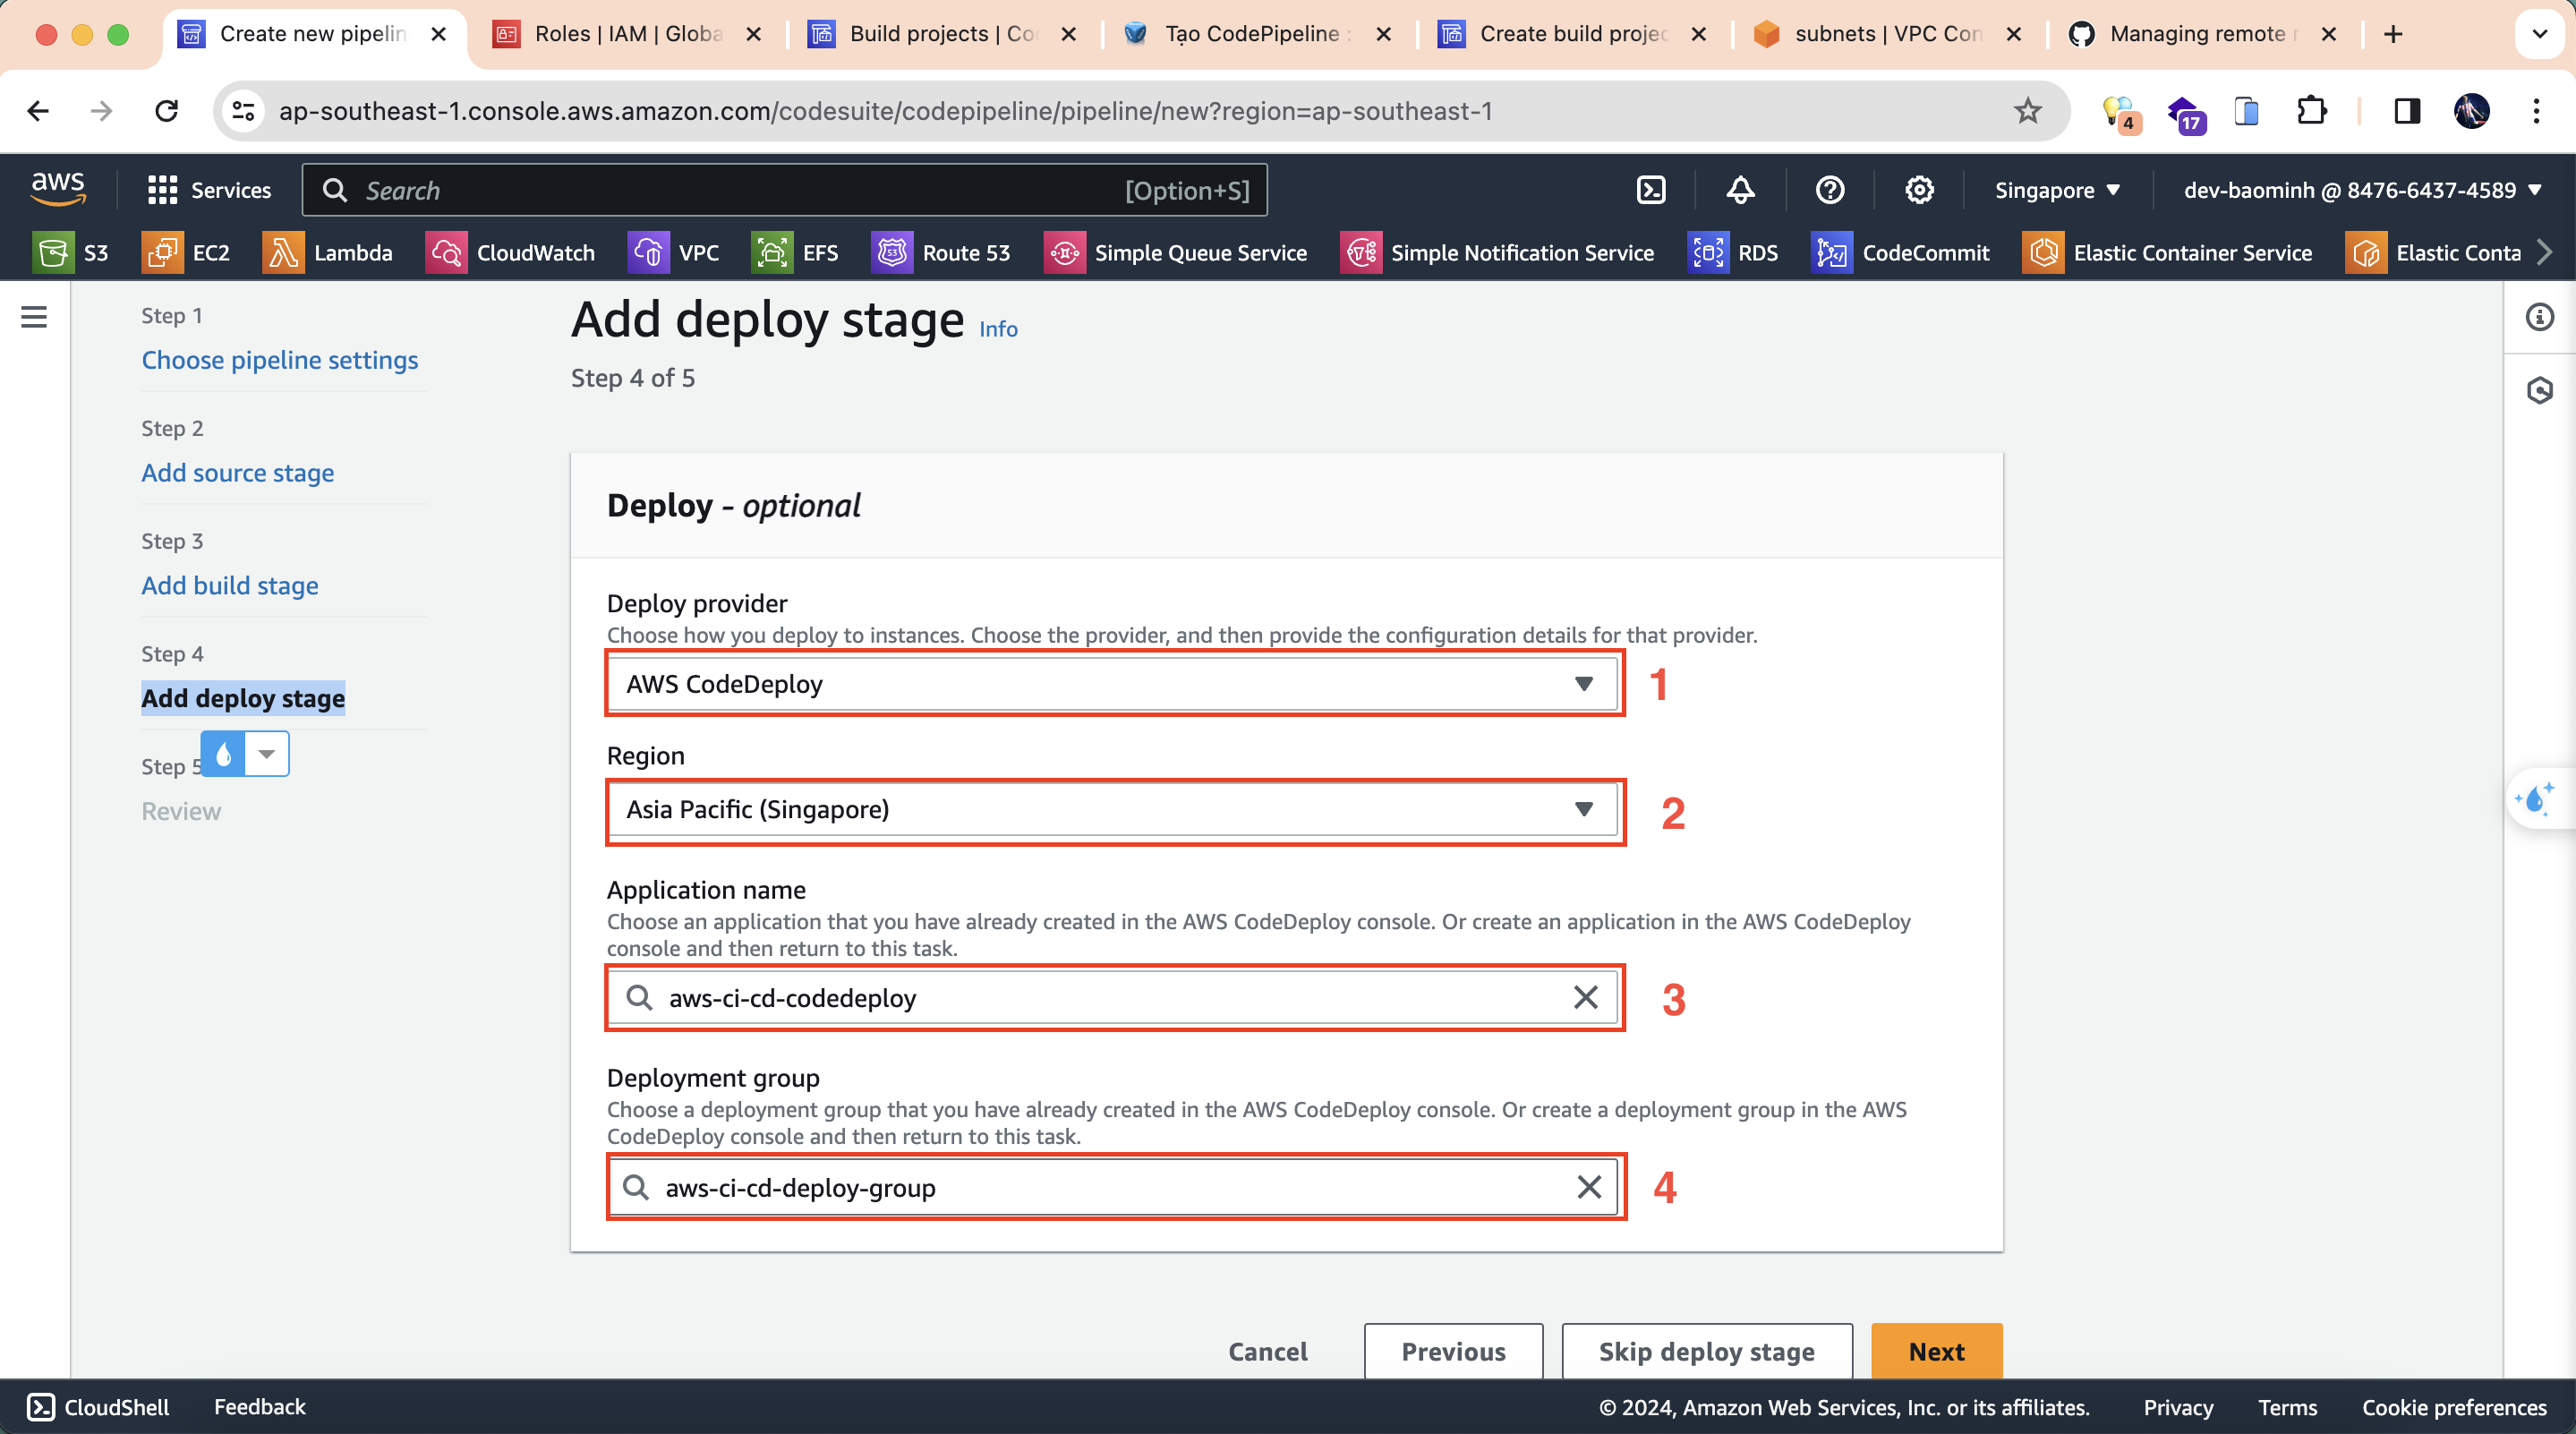 Create new pipelin
Roles | IAM | Globa
Build projects | Co
Tạo CodePipeline :
Create build projec
subnets | VPC Con
Managing remote r
ap-southeast-1.console.aws.amazon.com/codesuite/codepipeline/pipeline/new?region=ap-southeast-1
4
17
aws
Services
Search
[Option+S]
Singapore
dev-baominh @ 8476-6437-4589
S3
EC2
Lambda
CloudWatch
VPC
EFS
Route 53
Simple Queue Service
Simple Notification Service
RDS
CodeCommit
Elastic Container Service
Elastic Conta
Step 1
Choose pipeline settings
Step 2
Add source stage
Step 3
Add build stage
Step 4
Add deploy stage
Step 5
Review
Add deploy stage Info
Step 4 of 5
Deploy - optional
Deploy provider
Choose how you deploy to instances. Choose the provider, and then provide the configuration details for that provider.
AWS CodeDeploy
1
Region
Asia Pacific (Singapore)
2
Application name
Choose an application that you have already created in the AWS CodeDeploy console. Or create an application in the AWS CodeDeploy
console and then return to this task.
aws-ci-cd-codedeploy
3
Deployment group
Choose a deployment group that you have already created in the AWS CodeDeploy console. Or create a deployment group in the AWS
CodeDeploy console and then return to this task.
aws-ci-cd-deploy-group
4
Cancel
Previous
Skip deploy stage
Next
CloudShell
Feedback
© 2024, Amazon Web Services, Inc. or its affiliates.
Privacy
Terms
Cookie preferences